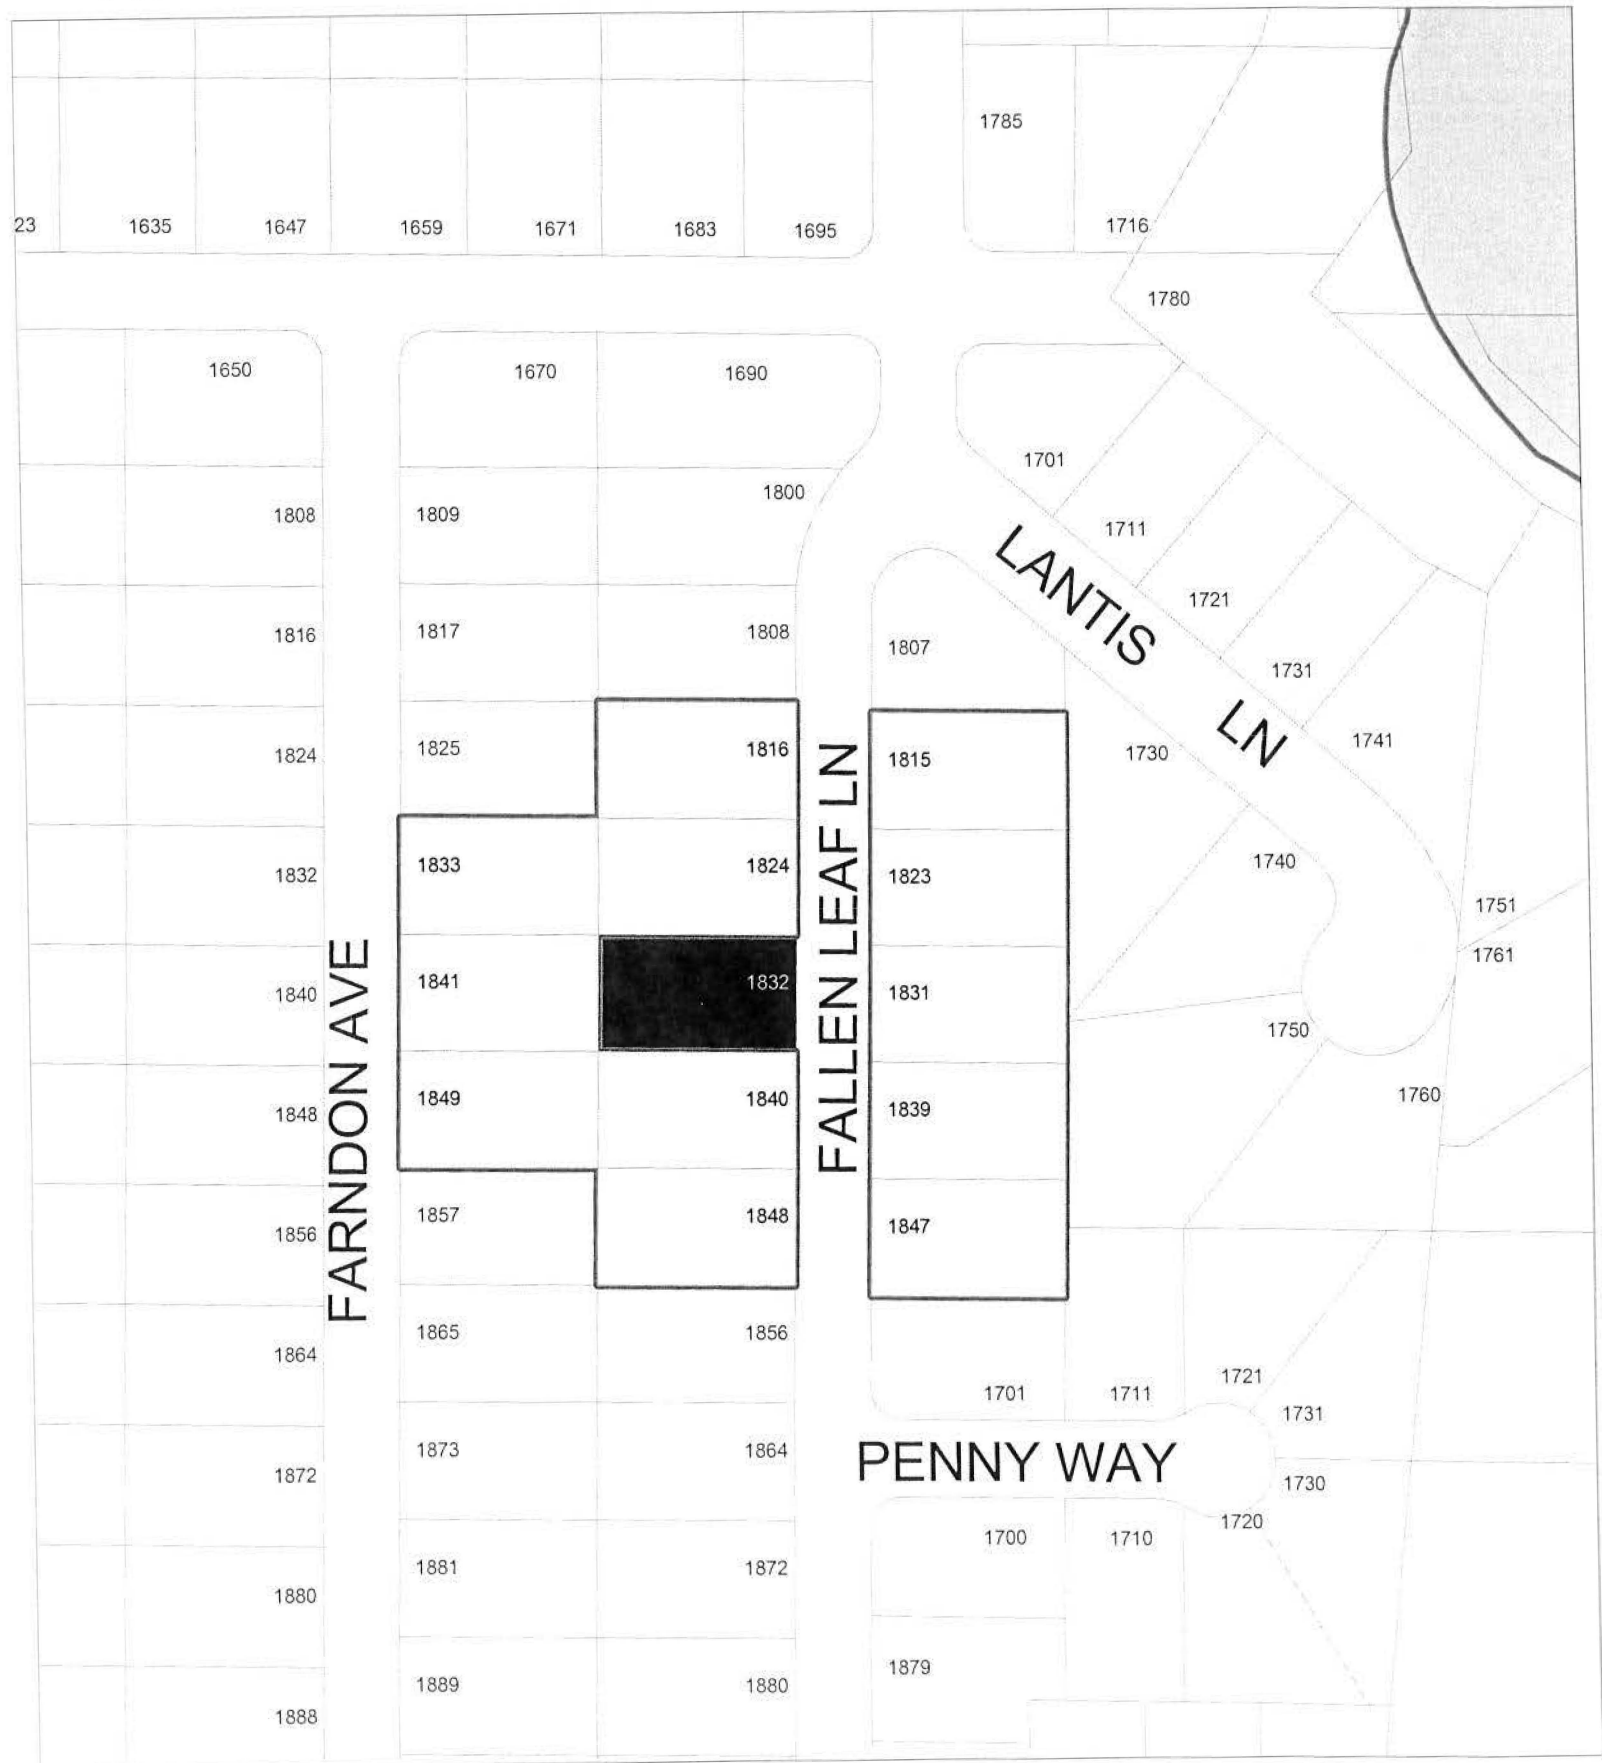 1785
23 1635 1647 1659 1671 1683 1695 1716
1780
1650 1670 1690
1701
1800
1808 1809 1711
LANTIS LN
1721
1816 1817 1808 1807
1731
1824 1825 1816 1815 1730 1741
FALLEN LEAF LN
1832 1833 1824 1823 1740
1751
FARNDON AVE
1840 1841 1832 1831 1761
1750
1848 1849 1840 1839 1760
1856 1857 1848 1847
1864 1865 1856
1701 1711 1721
1731
PENNY WAY
1872 1873 1864 1730
1720
1700 1710
1880 1881 1872
1879
1888 1889 1880